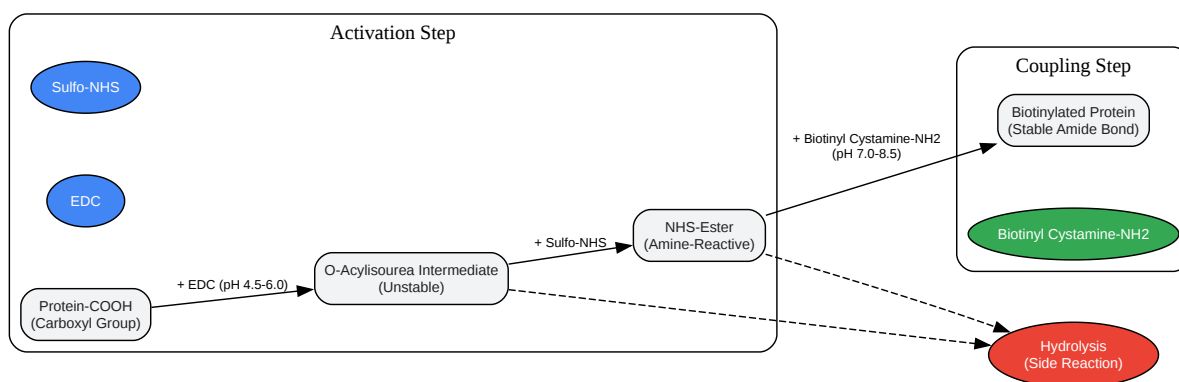 Activation Step
Sulfo-NHS
EDC
Protein-COOH
(Carboxyl Group)
+ EDC (pH 4.5-6.0)
O-Acylisourea Intermediate
(Unstable)
+ Sulfo-NHS
NHS-Ester
(Amine-Reactive)
+ Biotinyl Cystamine-NH2
(pH 7.0-8.5)
Coupling Step
Biotinylated Protein
(Stable Amide Bond)
Biotinyl Cystamine-NH2
Hydrolysis
(Side Reaction)